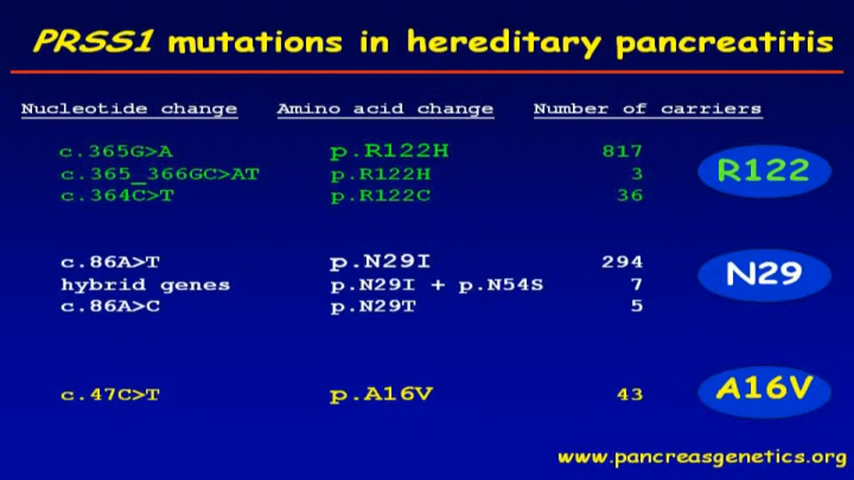 PRSS1 mutations in hereditary pancreatitis
Nucleotide change Amino acid change Number of carriers
c.365G>A p.R122H 817
c.365_366GC>AT p.R122H 3
c.364C>T p.R122C 36
R122
c.86A>T p.N29I 294
hybrid genes p.N29I + p.N54S 7
c.86A>C p.N29T 5
N29
c.47C>T p.A16V 43
A16V
www.pancreasgenetics.org